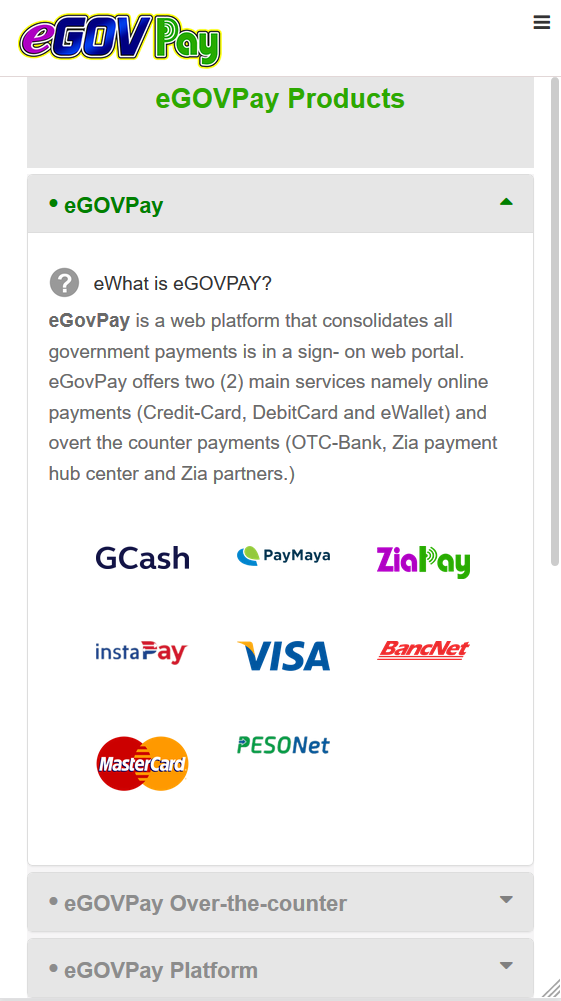 eGOVPay
eGOVPay Products
• eGOVPay
? eWhat is eGOVPAY?
eGovPay is a web platform that consolidates all
government payments is in a sign- on web portal.
eGovPay offers two (2) main services namely online
payments (Credit-Card, DebitCard and eWallet) and
overt the counter payments (OTC-Bank, Zia payment
hub center and Zia partners.)
GCash PayMaya ZiaPay
instaPay VISA BancNet
MasterCard PESONet
• eGOVPay Over-the-counter
• eGOVPay Platform